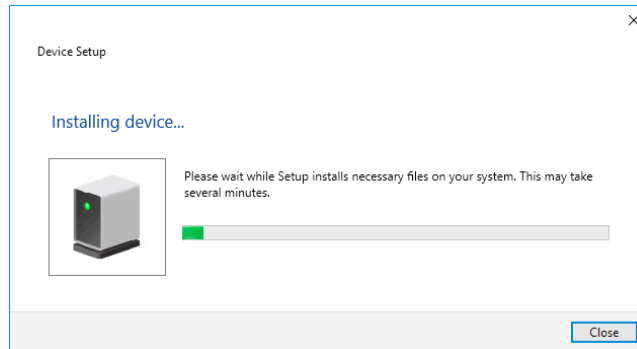 Device Setup
Installing device...
Please wait while Setup installs necessary files on your system. This may take
several minutes.
Close